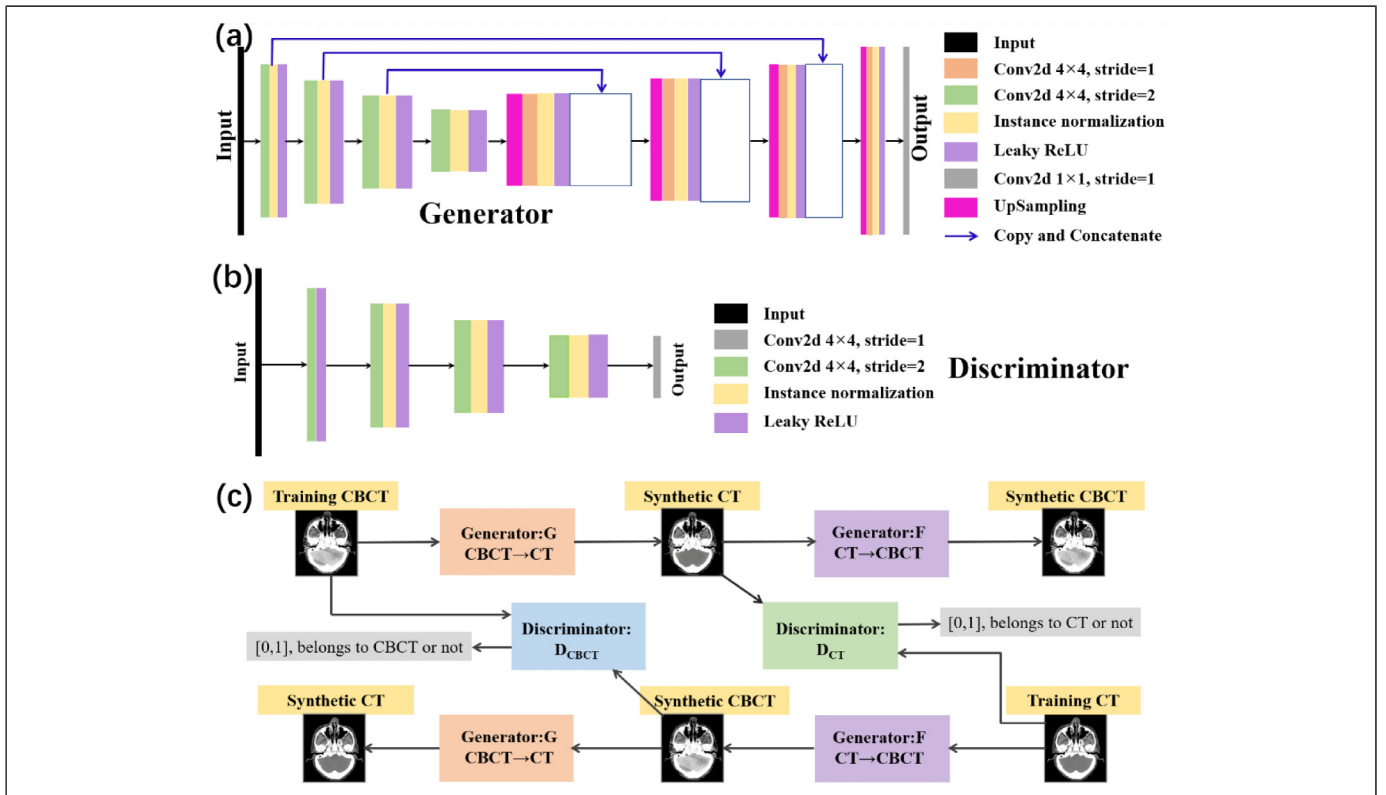 (a)
Input
Generator
Output
Input
Conv2d 4×4, stride=1
Conv2d 4×4, stride=2
Instance normalization
Leaky ReLU
Conv2d 1×1, stride=1
UpSampling
Copy and Concatenate
(b)
Input
Output
Input
Conv2d 4×4, stride=1
Conv2d 4×4, stride=2
Instance normalization
Leaky ReLU
Discriminator
(c)
Training CBCT
Synthetic CT
Synthetic CBCT
Generator:G
CBCT→CT
Generator:F
CT→CBCT
Discriminator:
DCBCT
[0,1], belongs to CBCT or not
Discriminator:
DCT
[0,1], belongs to CT or not
Synthetic CT
Synthetic CBCT
Training CT
Generator:G
CBCT→CT
Generator:F
CT→CBCT